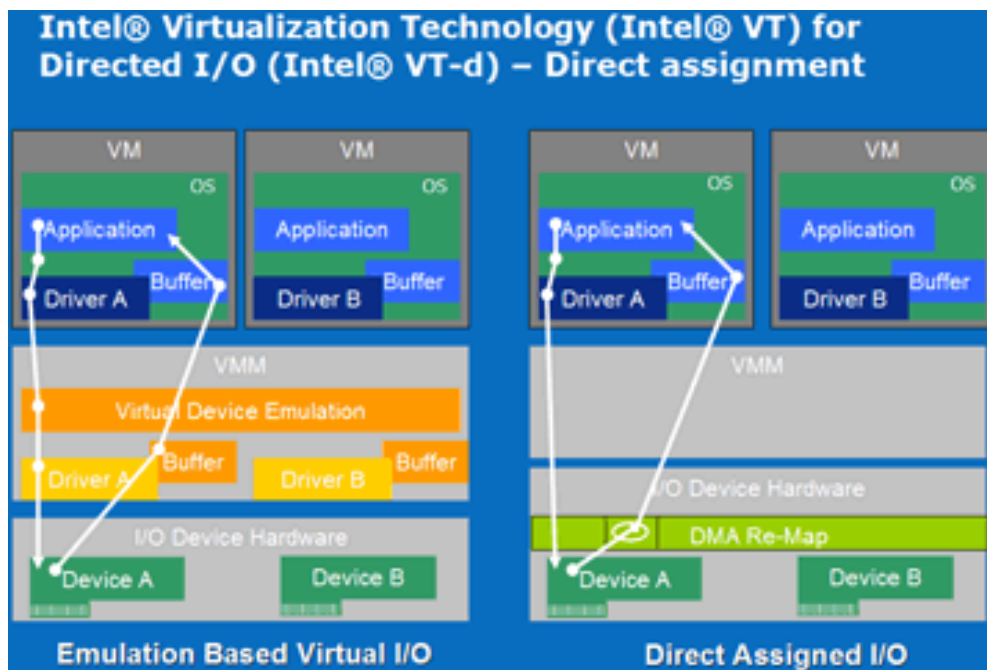 Intel® Virtualization Technology (Intel® VT) for
Directed I/O (Intel® VT-d) – Direct assignment
VM
OS
Application
Buffer
Driver A
VM
OS
Application
Buffer
Driver B
VMM
Virtual Device Emulation
Buffer
Driver A
Buffer
Driver B
I/O Device Hardware
Device A
Device B
Emulation Based Virtual I/O
VM
OS
Application
Buffer
Driver A
VM
OS
Application
Buffer
Driver B
VMM
I/O Device Hardware
DMA Re-Map
Device A
Device B
Direct Assigned I/O